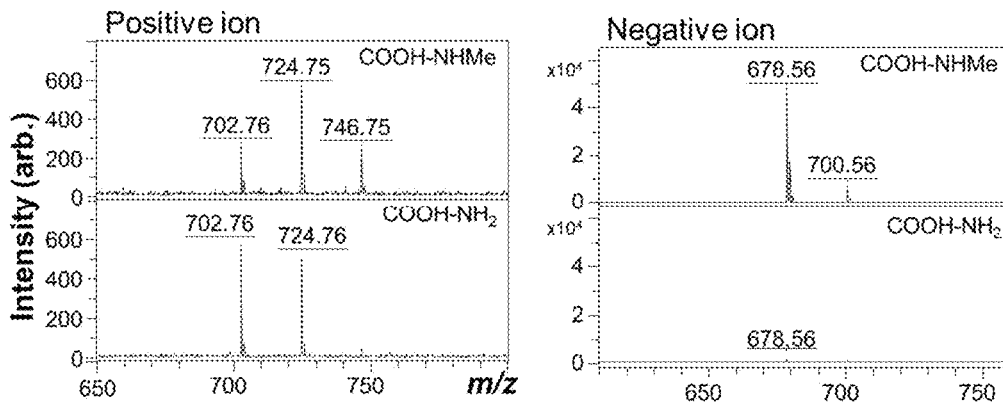 Positive ion
COOH-NHMe
724.75
702.76
746.75
600
400
200
0
COOH-NH₂
702.76
724.76
600
400
200
0
Intensity (arb.)
650
700
750
m/z
Negative ion
x10⁴
COOH-NHMe
678.56
700.56
4
2
0
x10⁴
COOH-NH₂
678.56
4
2
0
650
700
750